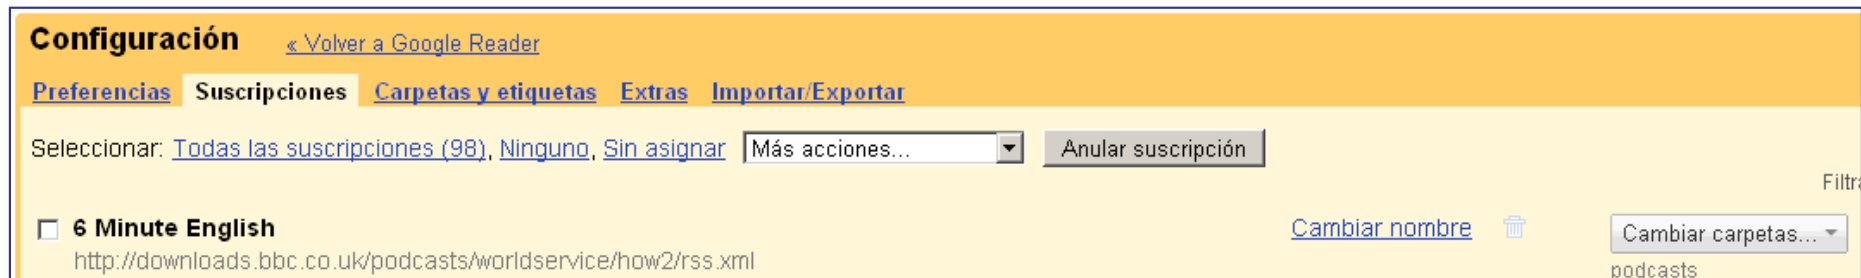 Configuración « Volver a Google Reader
Preferencias Suscripciones Carpetas y etiquetas Extras Importar/Exportar
Seleccionar: Todas las suscripciones (98), Ninguno, Sin asignar Más acciones... Anular suscripción
6 Minute English Cambiar nombre Cambiar carpetas...
http://downloads.bbc.co.uk/podcasts/worldservice/how2/rss.xml podcasts